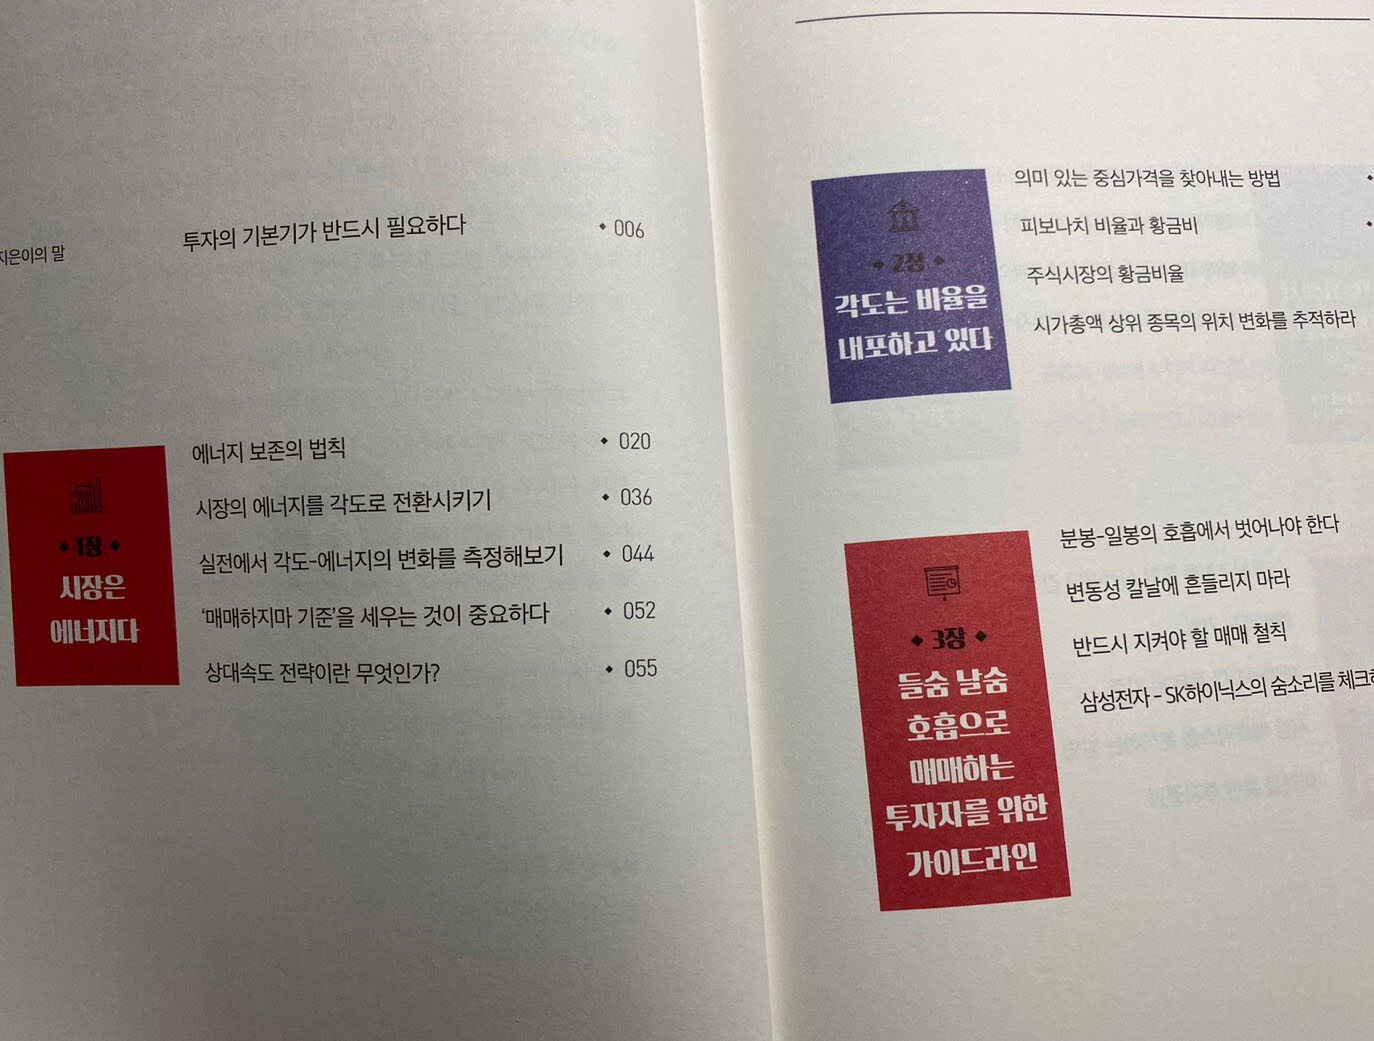 지은이의 말
투자의 기본기가 반드시 필요하다 ◆ 006
◆ 1장 ◆
시장은
에너지다
에너지 보존의 법칙 ◆ 020
시장의 에너지를 각도로 전환시키기 ◆ 036
실전에서 각도-에너지의 변화를 측정해보기 ◆ 044
‘매매하지마 기준’을 세우는 것이 중요하다 ◆ 052
상대속도 전략이란 무엇인가? ◆ 055
◆ 2장 ◆
각도는 비율을
내포하고 있다
의미 있는 중심가격을 찾아내는 방법 ◆
피보나치 비율과 황금비 ◆
주식시장의 황금비율
시가총액 상위 종목의 위치 변화를 추적하라
◆ 3장 ◆
들숨 날숨
호흡으로
매매하는
투자자를 위한
가이드라인
분봉-일봉의 호흡에서 벗어나야 한다
변동성 칼날에 흔들리지 마라
반드시 지켜야 할 매매 철칙
삼성전자 - SK하이닉스의 숨소리를